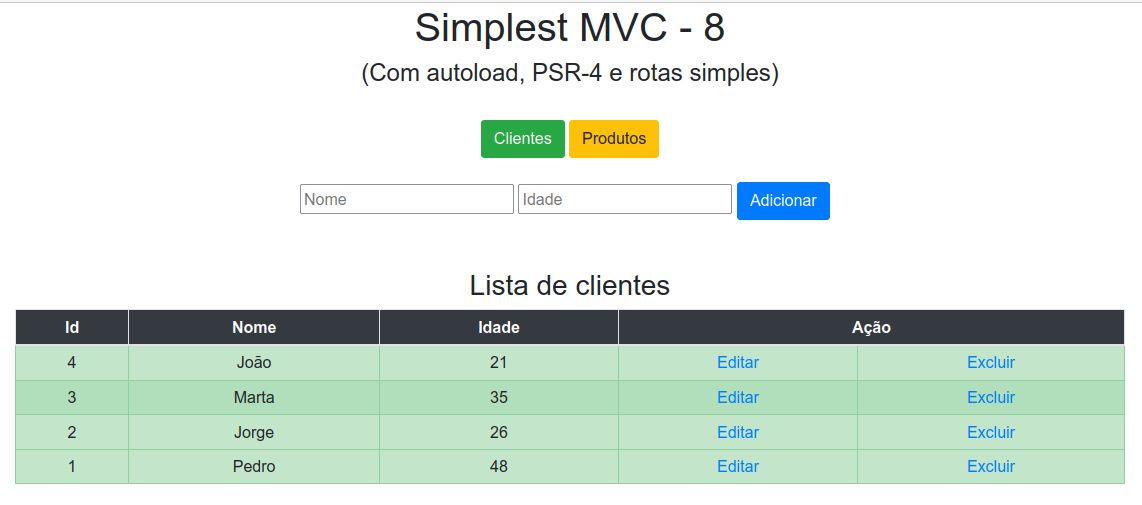 Simplest MVC - 8
(Com autoload, PSR-4 e rotas simples)
Clientes Produtos
Nome Idade Adicionar
Lista de clientes
Id Nome Idade Ação
4 João 21 Editar Excluir
3 Marta 35 Editar Excluir
2 Jorge 26 Editar Excluir
1 Pedro 48 Editar Excluir